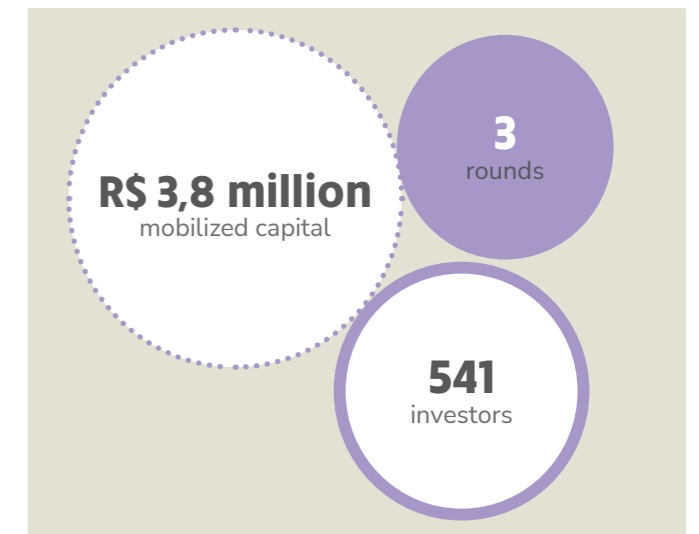 R$ 3,8 million
mobilized capital
3
rounds
541
investors